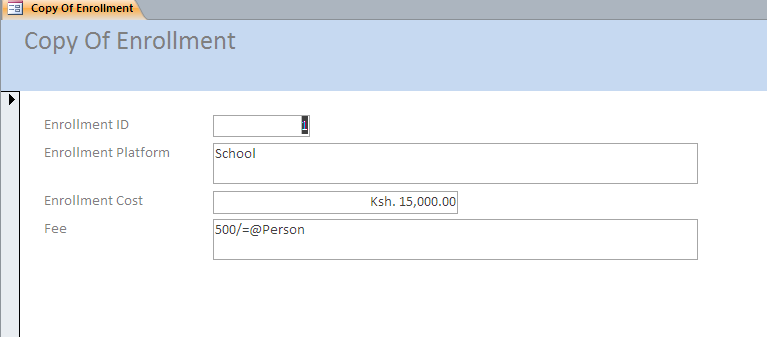 Copy Of Enrollment
Copy Of Enrollment
Enrollment ID 1
Enrollment Platform School
Enrollment Cost Ksh. 15,000.00
Fee 500/=@Person